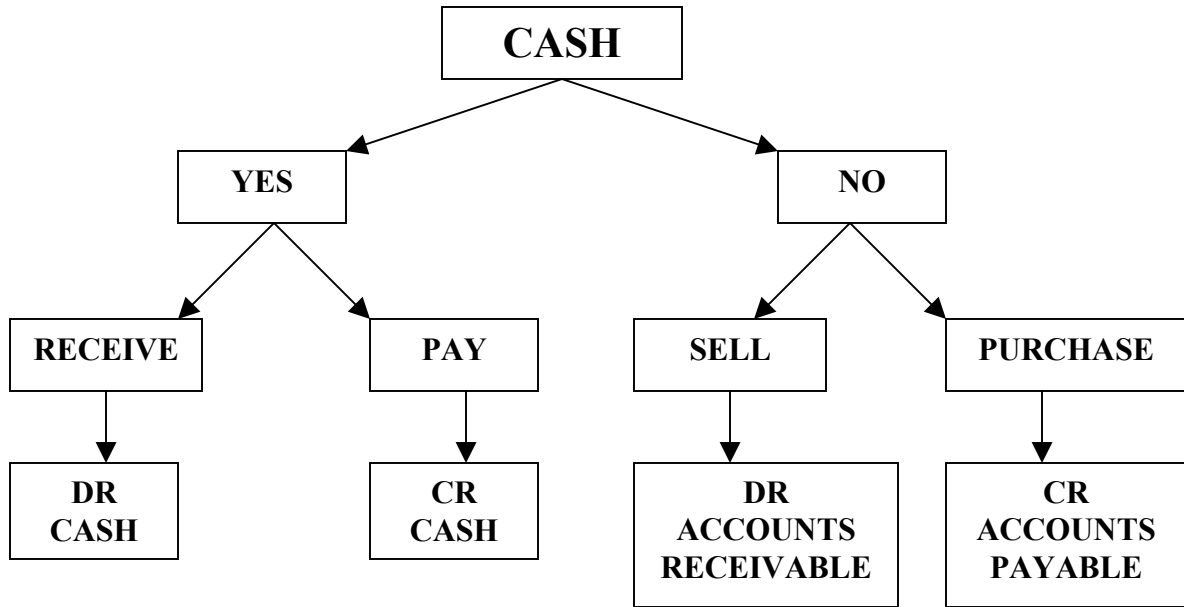 CASH
YES
NO
RECEIVE
PAY
SELL
PURCHASE
DR
CASH
CR
CASH
DR
ACCOUNTS
RECEIVABLE
CR
ACCOUNTS
PAYABLE